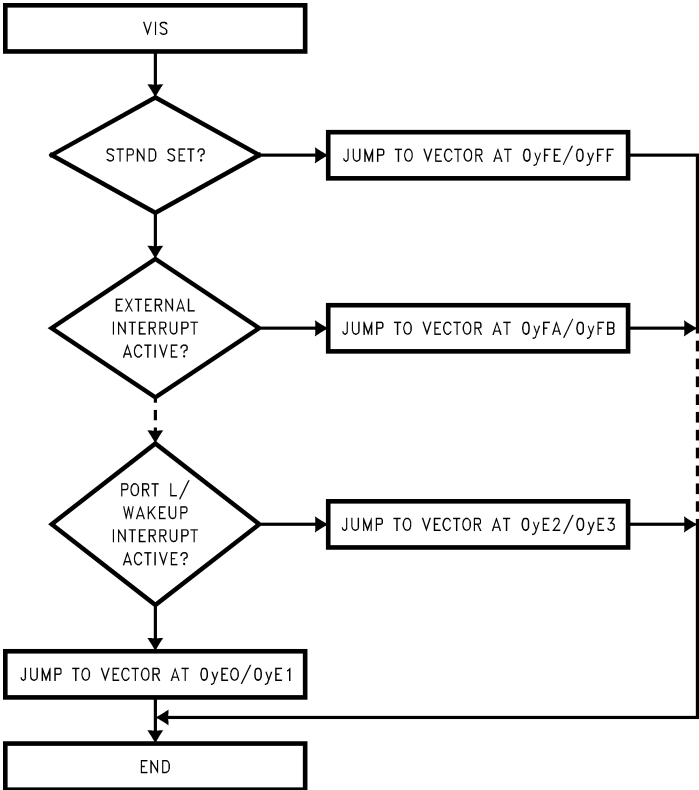 VIS
STPND SET?
JUMP TO VECTOR AT 0yFE/0yFF
EXTERNAL
INTERRUPT
ACTIVE?
JUMP TO VECTOR AT 0yFA/0yFB
PORT L/
WAKEUP
INTERRUPT
ACTIVE?
JUMP TO VECTOR AT 0yE2/0yE3
JUMP TO VECTOR AT 0yE0/0yE1
END